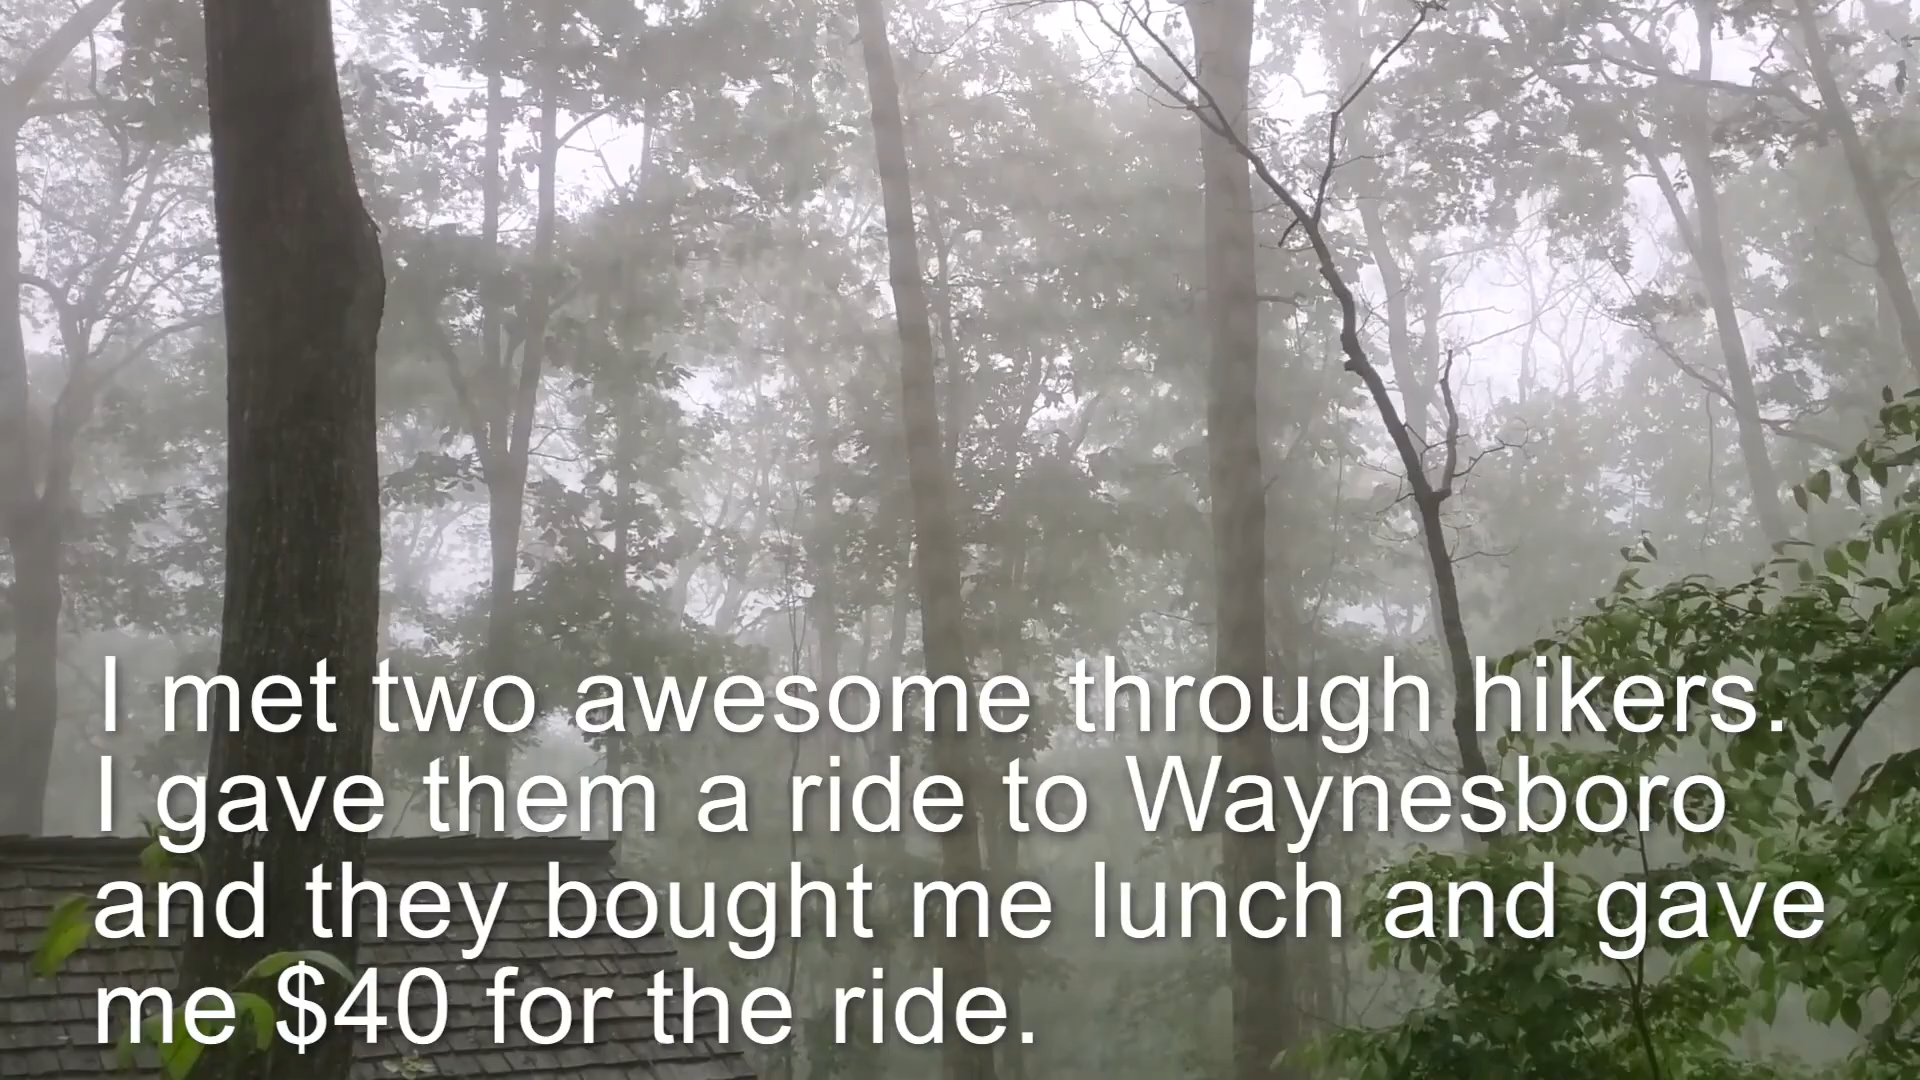 I met two awesome through hikers.
I gave them a ride to Waynesboro
and they bought me lunch and gave
me $40 for the ride.